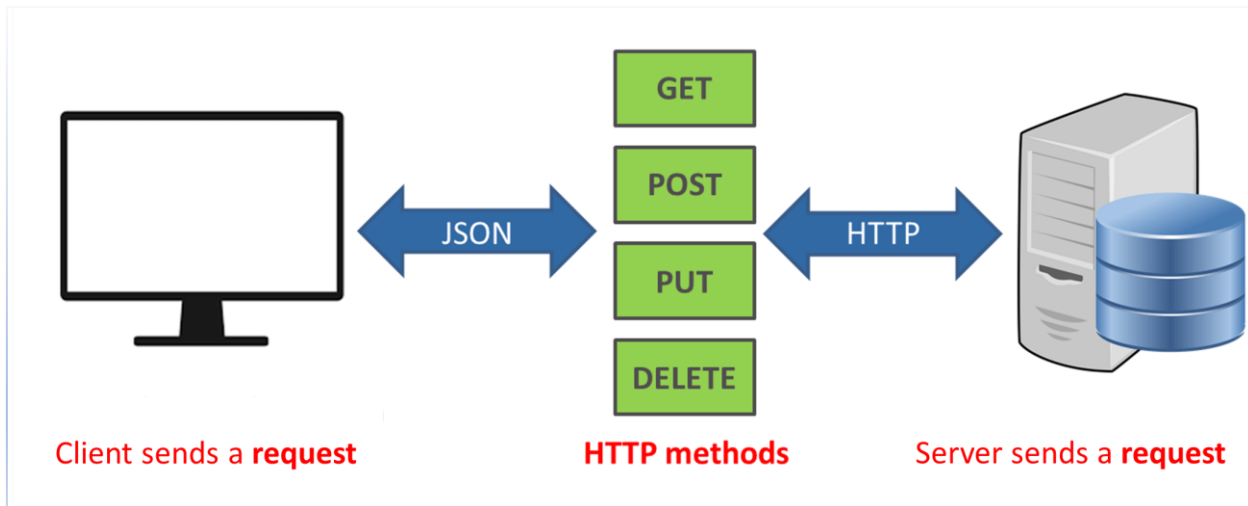 GET
POST
JSON
HTTP
PUT
DELETE
Client sends a request
HTTP methods
Server sends a request